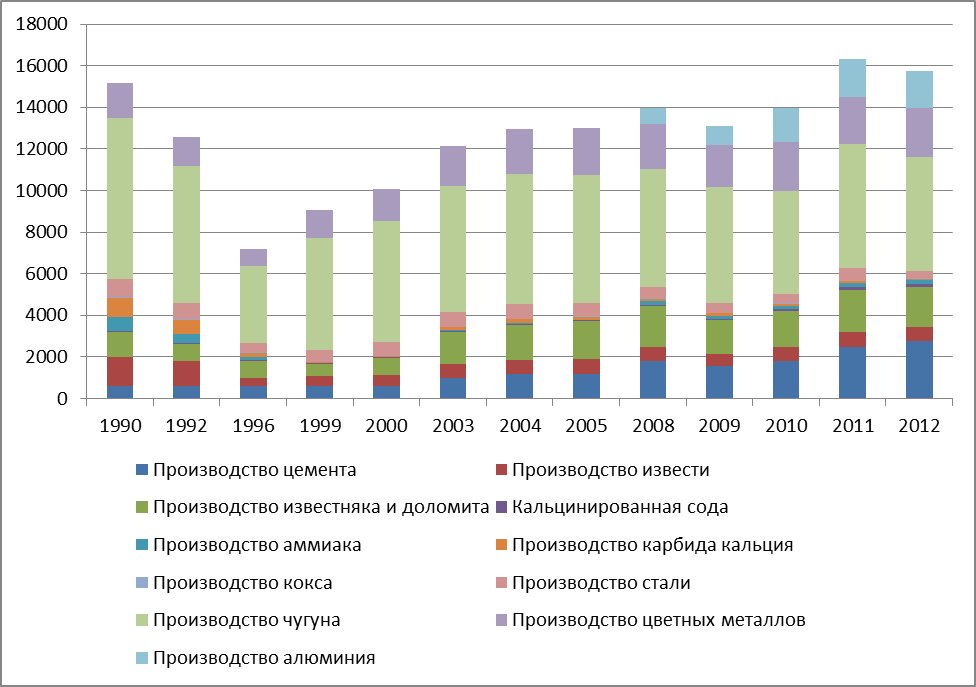 18000
16000
14000
12000
10000
8000
6000
4000
2000
0
1990 1992 1996 1999 2000 2003 2004 2005 2008 2009 2010 2011 2012
Производство цемента Производство извести
Производство известняка и доломита Кальцинированная сода
Производство аммиака Производство карбида кальция
Производство кокса Производство стали
Производство чугуна Производство цветных металлов
Производство алюминия